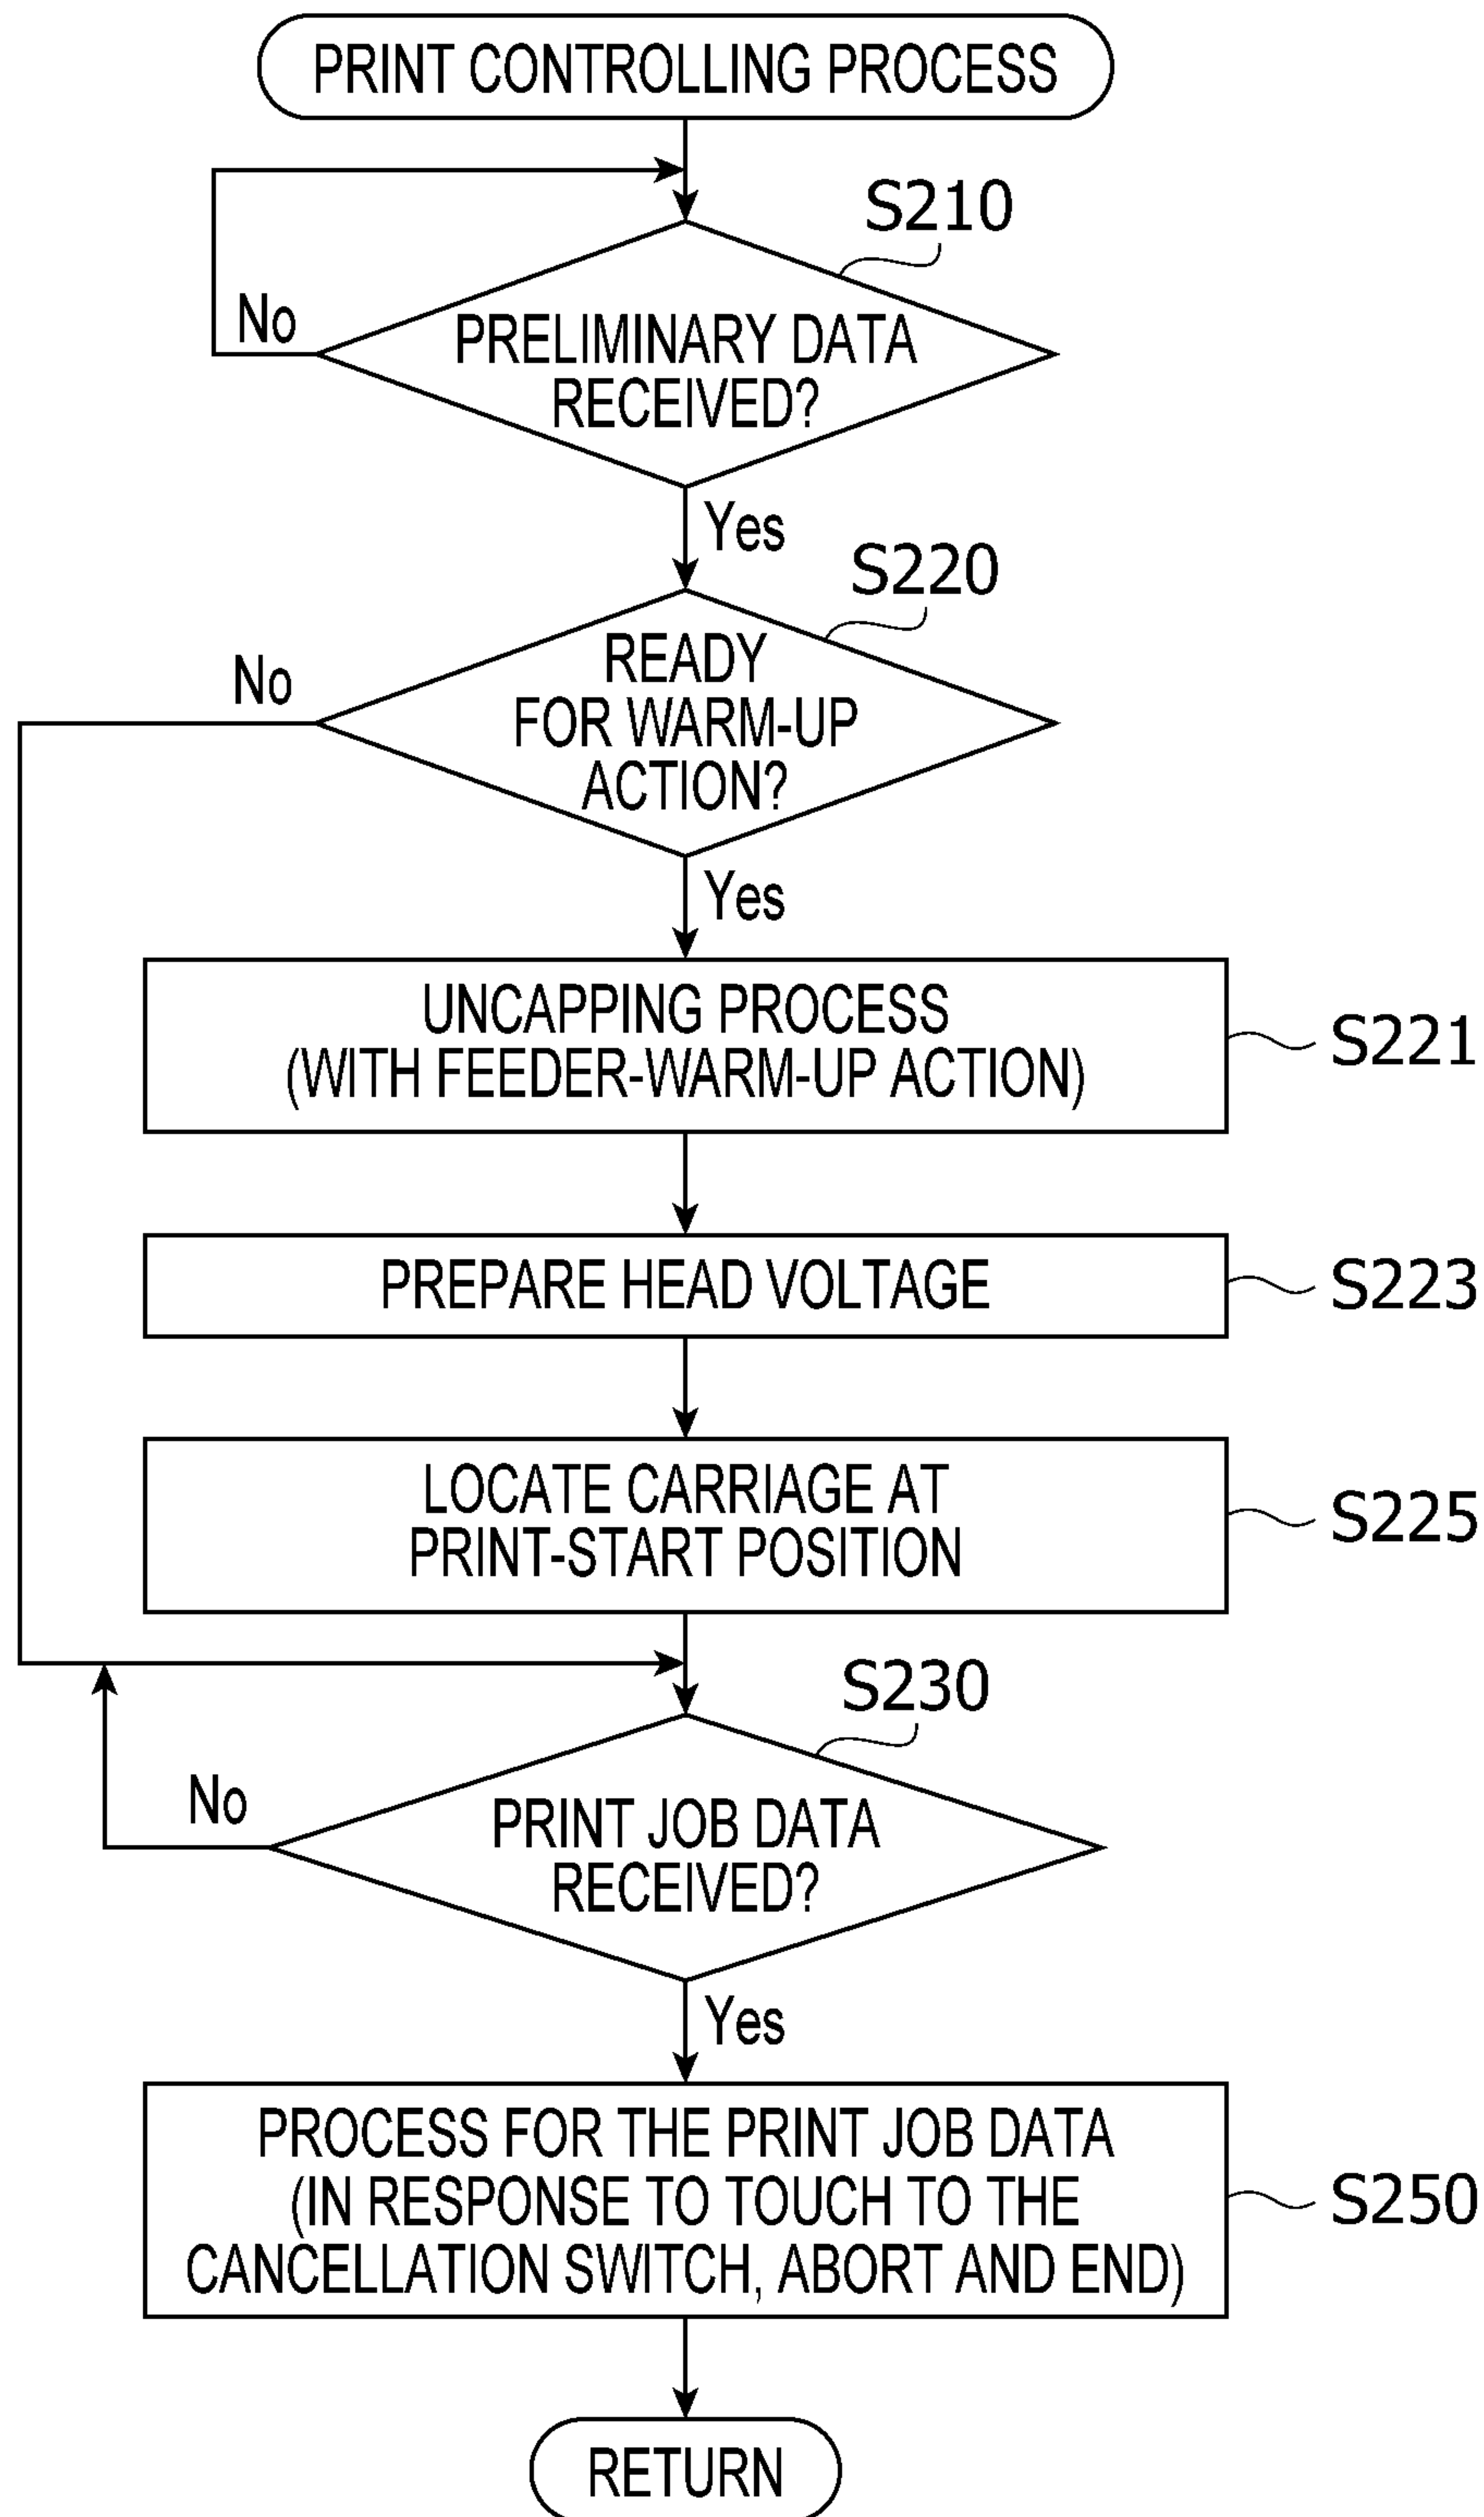 PRINT CONTROLLING PROCESS
S210
No
PRELIMINARY DATA
RECEIVED?
Yes
S220
No
READY
FOR WARM-UP
ACTION?
Yes
UNCAPPING PROCESS
(WITH FEEDER-WARM-UP ACTION)
S221
PREPARE HEAD VOLTAGE
S223
LOCATE CARRIAGE AT
PRINT-START POSITION
S225
S230
No
PRINT JOB DATA
RECEIVED?
Yes
PROCESS FOR THE PRINT JOB DATA
(IN RESPONSE TO TOUCH TO THE
CANCELLATION SWITCH, ABORT AND END)
S250
RETURN